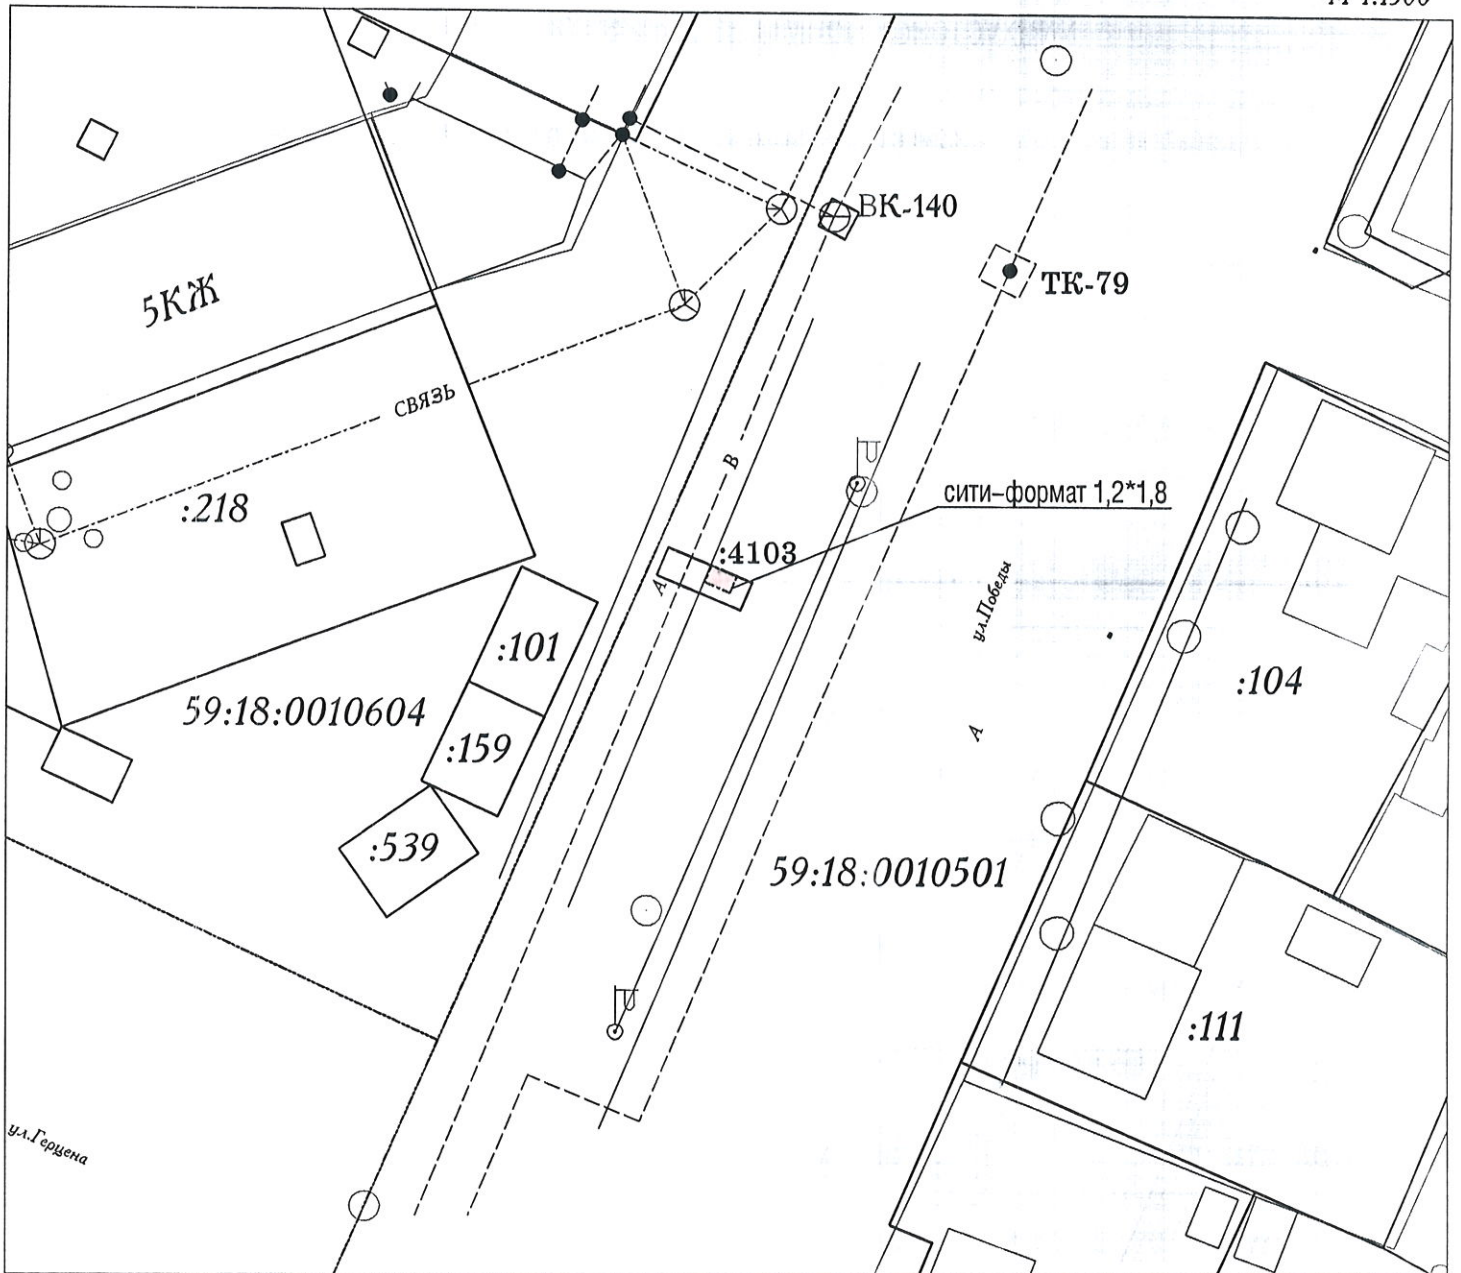 М 1:1500
ВК-140
ТК-79
5КЖ
СВЯЗЬ
В
:218
сити-формат 1,2*1,8
:4103
А
ул.Победы
:101
:104
59:18:0010604
А
:159
:539
59:18:0010501
:111
ул.Герцена